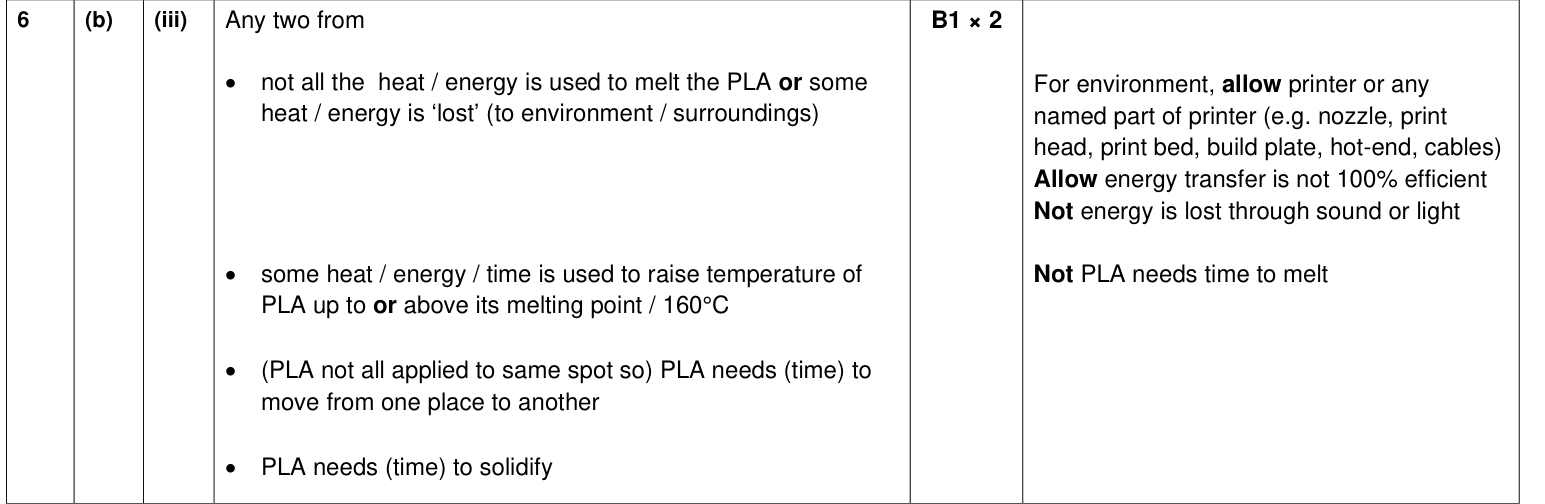 6 (b) (iii) Any two from B1 × 2
• not all the heat / energy is used to melt the PLA or some
heat / energy is ‘lost’ (to environment / surroundings)
For environment, allow printer or any
named part of printer (e.g. nozzle, print
head, print bed, build plate, hot-end, cables)
Allow energy transfer is not 100% efficient
Not energy is lost through sound or light
• some heat / energy / time is used to raise temperature of
PLA up to or above its melting point / 160°C
Not PLA needs time to melt
• (PLA not all applied to same spot so) PLA needs (time) to
move from one place to another
• PLA needs (time) to solidify